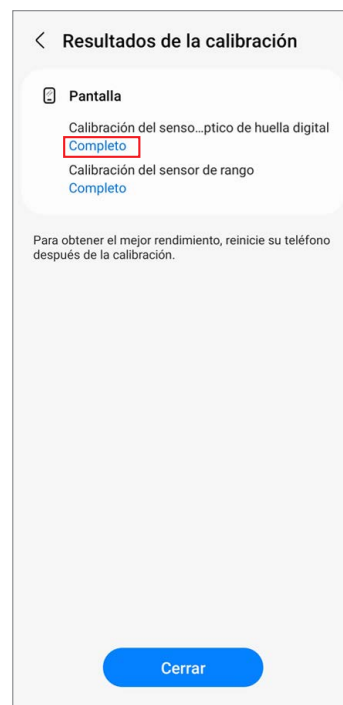 Resultados de la calibración
Pantalla
Calibración del senso...ptico de huella digital
Completo
Calibración del sensor de rango
Completo
Para obtener el mejor rendimiento, reinicie su teléfono
después de la calibración.
Cerrar